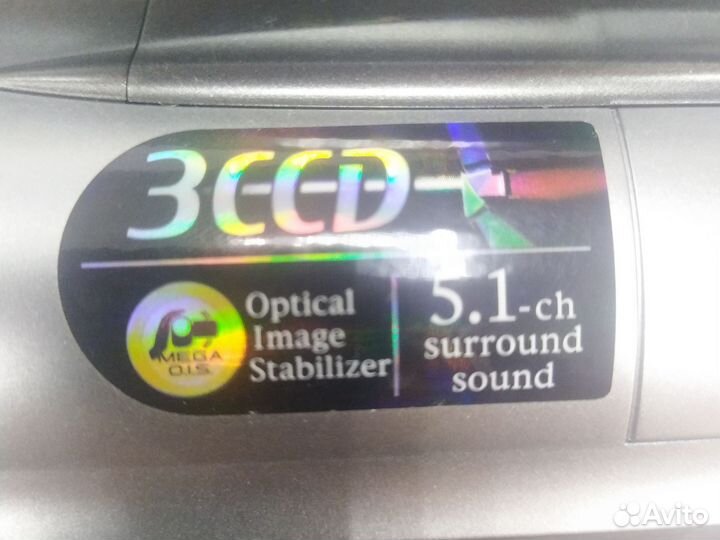 3CCD
MEGA
O.I.S.
Optical
Image
Stabilizer
5.1-ch
surround
sound
Avito